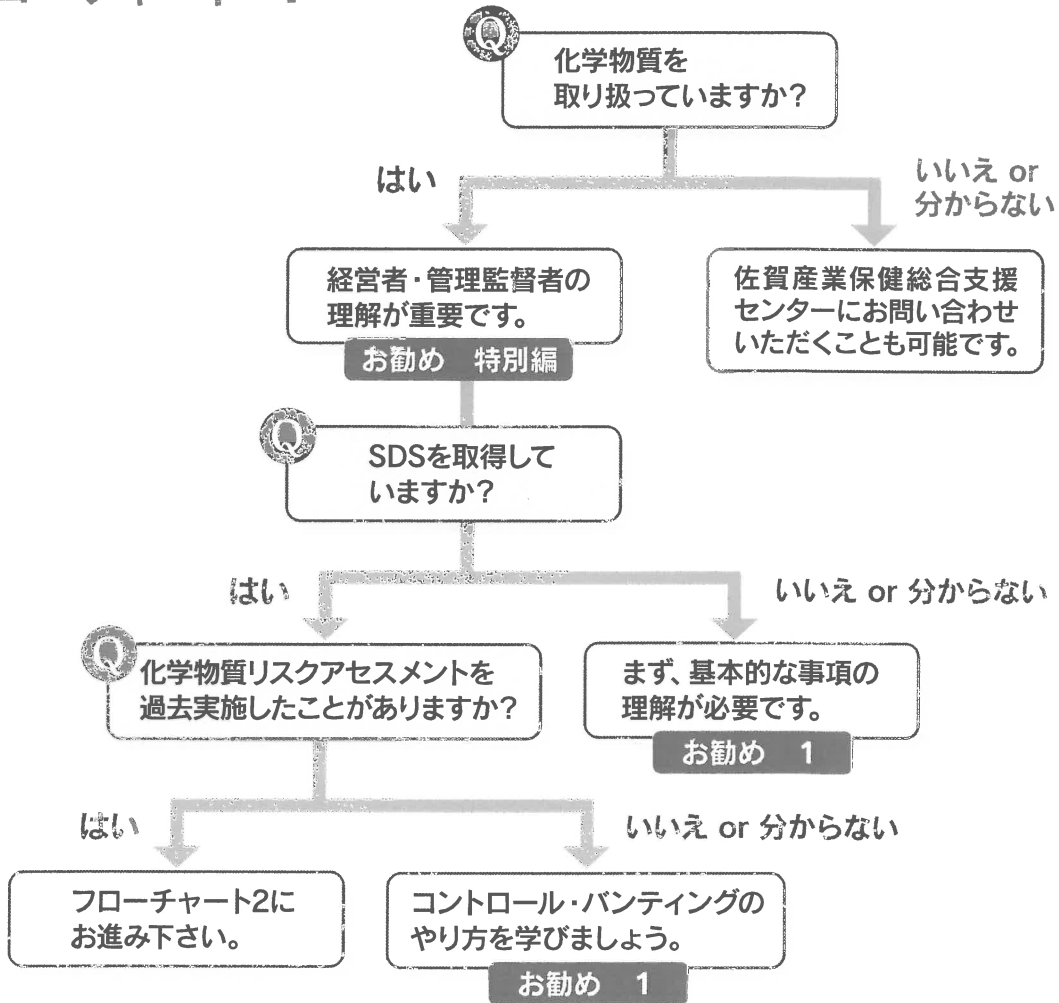 Q
化学物質を
取り扱っていますか?
はい
いいえ or
分からない
経営者・管理監督者の
理解が重要です。
お勧め 特別編
佐賀産業保健総合支援
センターにお問い合わせ
いただくことも可能です。
Q
SDSを取得して
いますか?
はい
いいえ or 分からない
Q
化学物質リスクアセスメントを
過去実施したことがありますか?
まず、基本的な事項の
理解が必要です。
お勧め 1
はい
いいえ or 分からない
フローチャート2に
お進み下さい。
コントロール・バンティングの
やり方を学びましょう。
お勧め 1